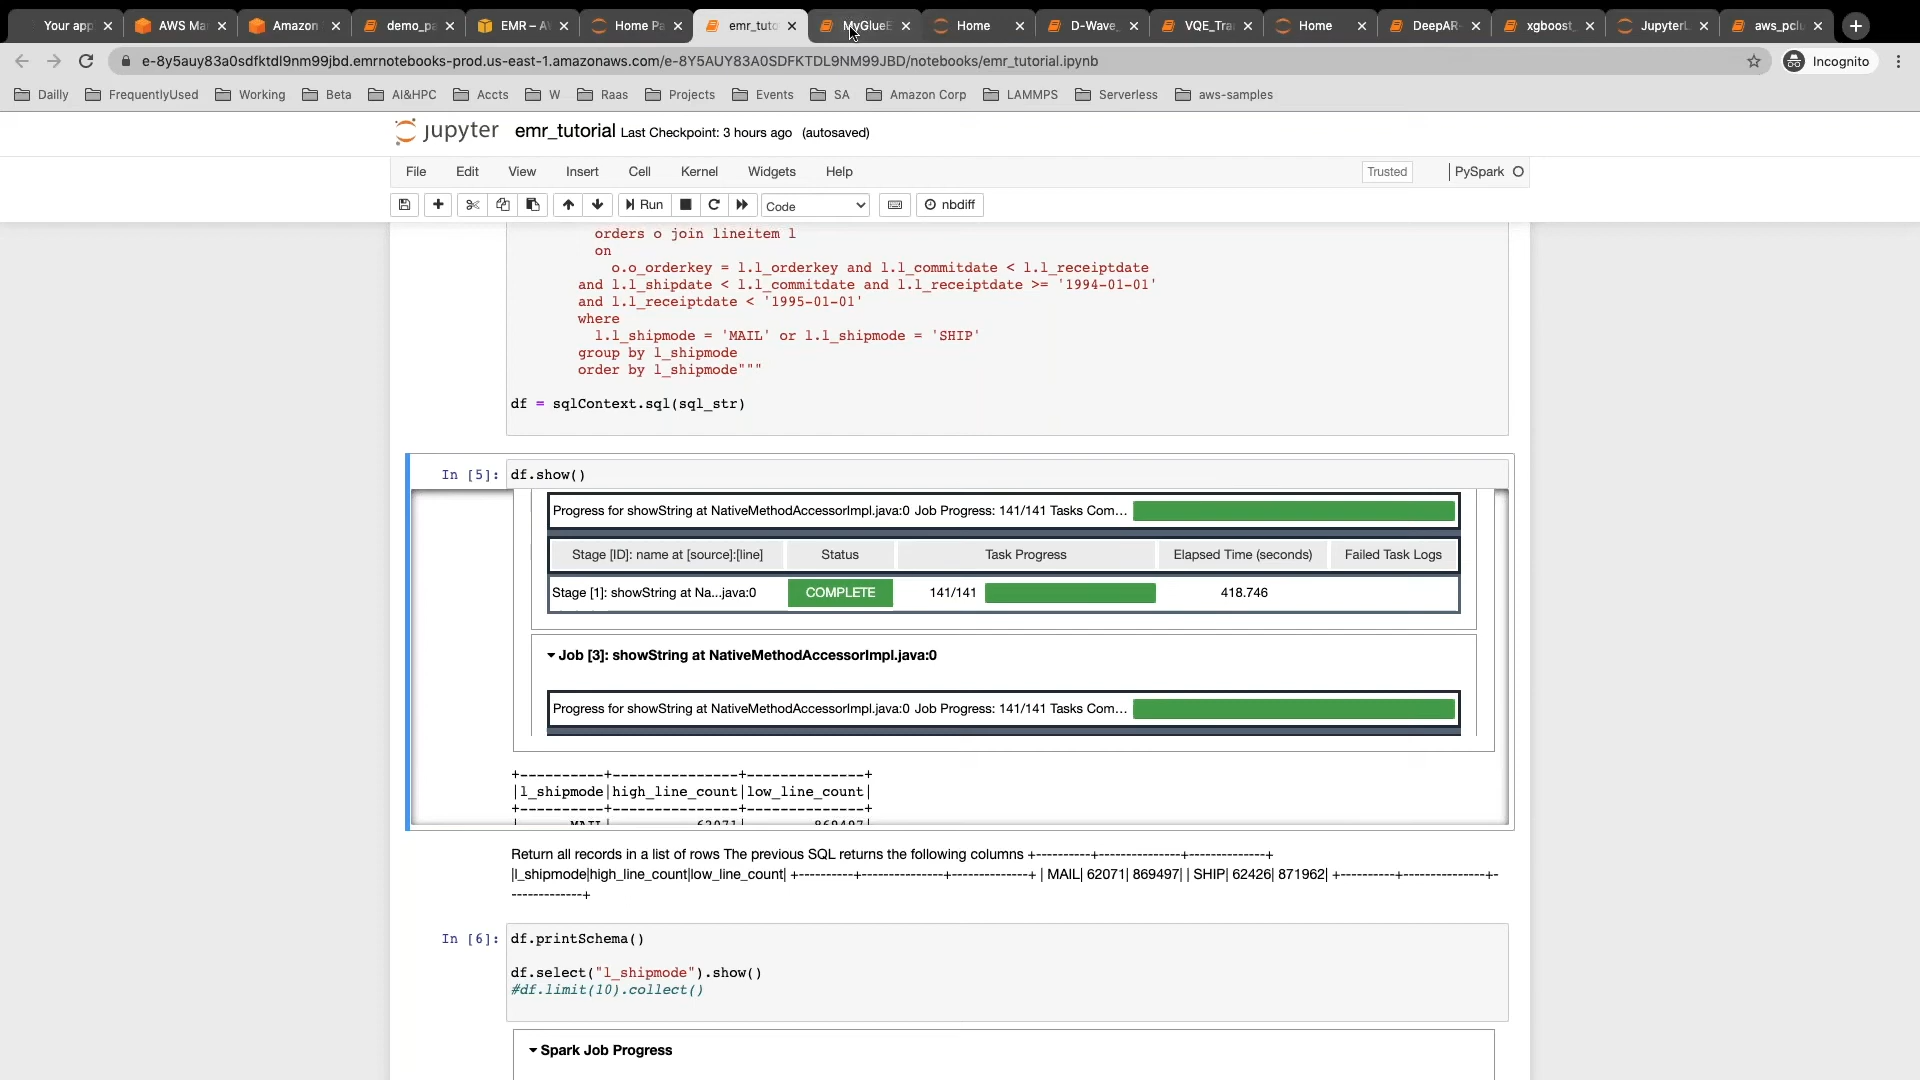 Your app
AWS Ma
Amazon
demo_pa
EMR – A
Home Pa
emr_tuto
MyGlueE
Home
D-Wave_
VQE_Tra
Home
DeepAR-
xgboost_
JupyterL
aws_pclu
e-8y5auy83a0sdfktdl9nm99jbd.emrnotebooks-prod.us-east-1.amazonaws.com/e-8Y5AUY83A0SDFKTDL9NM99JBD/notebooks/emr_tutorial.ipynb
Incognito
Dailly FrequentlyUsed Working Beta AI&HPC Accts W Raas Projects Events SA Amazon Corp LAMMPS Serverless aws-samples
jupyter emr_tutorial Last Checkpoint: 3 hours ago (autosaved)
File Edit View Insert Cell Kernel Widgets Help Trusted PySpark
Run Code nbdiff
orders o join lineitem l
on
o.o_orderkey = l.l_orderkey and l.l_commitdate < l.l_receiptdate
and l.l_shipdate < l.l_commitdate and l.l_receiptdate >= '1994-01-01'
and l.l_receiptdate < '1995-01-01'
where
l.l_shipmode = 'MAIL' or l.l_shipmode = 'SHIP'
group by l_shipmode
order by l_shipmode"""
df = sqlContext.sql(sql_str)
In [5]: df.show()
Progress for showString at NativeMethodAccessorImpl.java:0 Job Progress: 141/141 Tasks Com...
Stage [ID]: name at [source]:[line] Status Task Progress Elapsed Time (seconds) Failed Task Logs
Stage [1]: showString at Na...java:0 COMPLETE 141/141 418.746
Job [3]: showString at NativeMethodAccessorImpl.java:0
Progress for showString at NativeMethodAccessorImpl.java:0 Job Progress: 141/141 Tasks Com...
+----------+---------------+--------------+
|l_shipmode|high_line_count|low_line_count|
+----------+---------------+--------------+
| MAIL| 62071| 869497|
Return all records in a list of rows The previous SQL returns the following columns +----------+---------------+--------------+
|l_shipmode|high_line_count|low_line_count| +----------+---------------+--------------+ | MAIL| 62071| 869497| | SHIP| 62426| 871962| +----------+---------------+-
-------------+
In [6]: df.printSchema()
df.select("l_shipmode").show()
#df.limit(10).collect()
Spark Job Progress